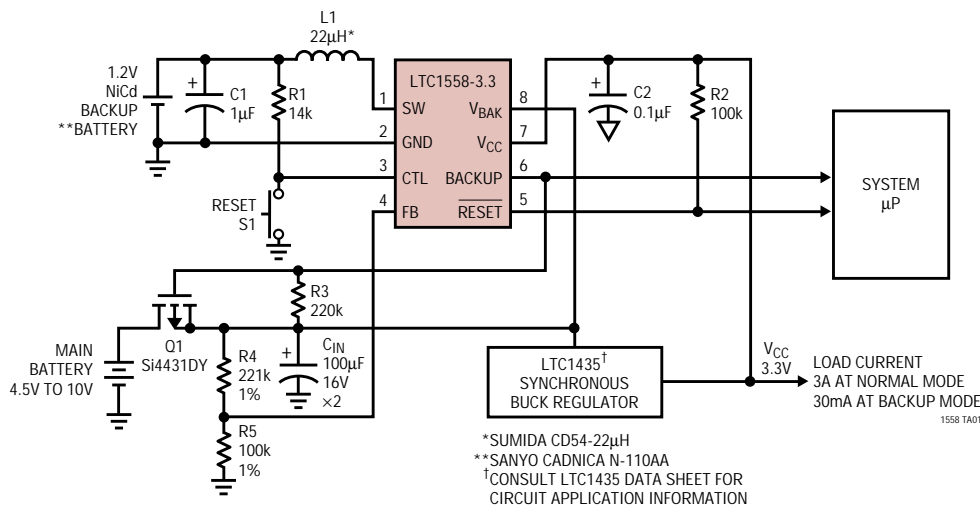 L1
22µH*
1.2V
NiCd
BACKUP
**BATTERY
+
C1
1µF
R1
14k
LTC1558-3.3
1
SW
2
GND
3
CTL
4
FB
8
VBAK
7
VCC
6
BACKUP
5
RESET
+
C2
0.1µF
R2
100k
SYSTEM
µP
RESET
S1
R3
220k
Q1
Si4431DY
MAIN
BATTERY
4.5V TO 10V
R4
221k
1%
+
CIN
100µF
16V
×2
R5
100k
1%
LTC1435†
SYNCHRONOUS
BUCK REGULATOR
VCC
3.3V
LOAD CURRENT
3A AT NORMAL MODE
30mA AT BACKUP MODE
1558 TA01
*SUMIDA CD54-22µH
**SANYO CADNICA N-110AA
†CONSULT LTC1435 DATA SHEET FOR
CIRCUIT APPLICATION INFORMATION